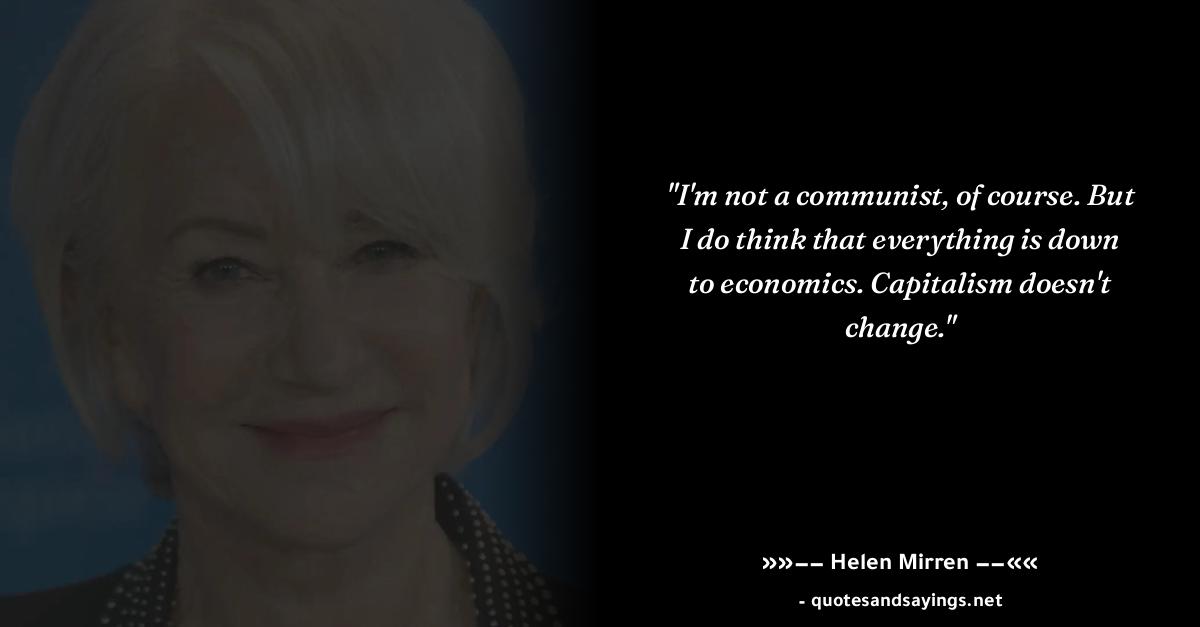 "I'm not a communist, of course. But
I do think that everything is down
to economics. Capitalism doesn't
change."
»»−− Helen Mirren −−««
- quotesandsayings.net